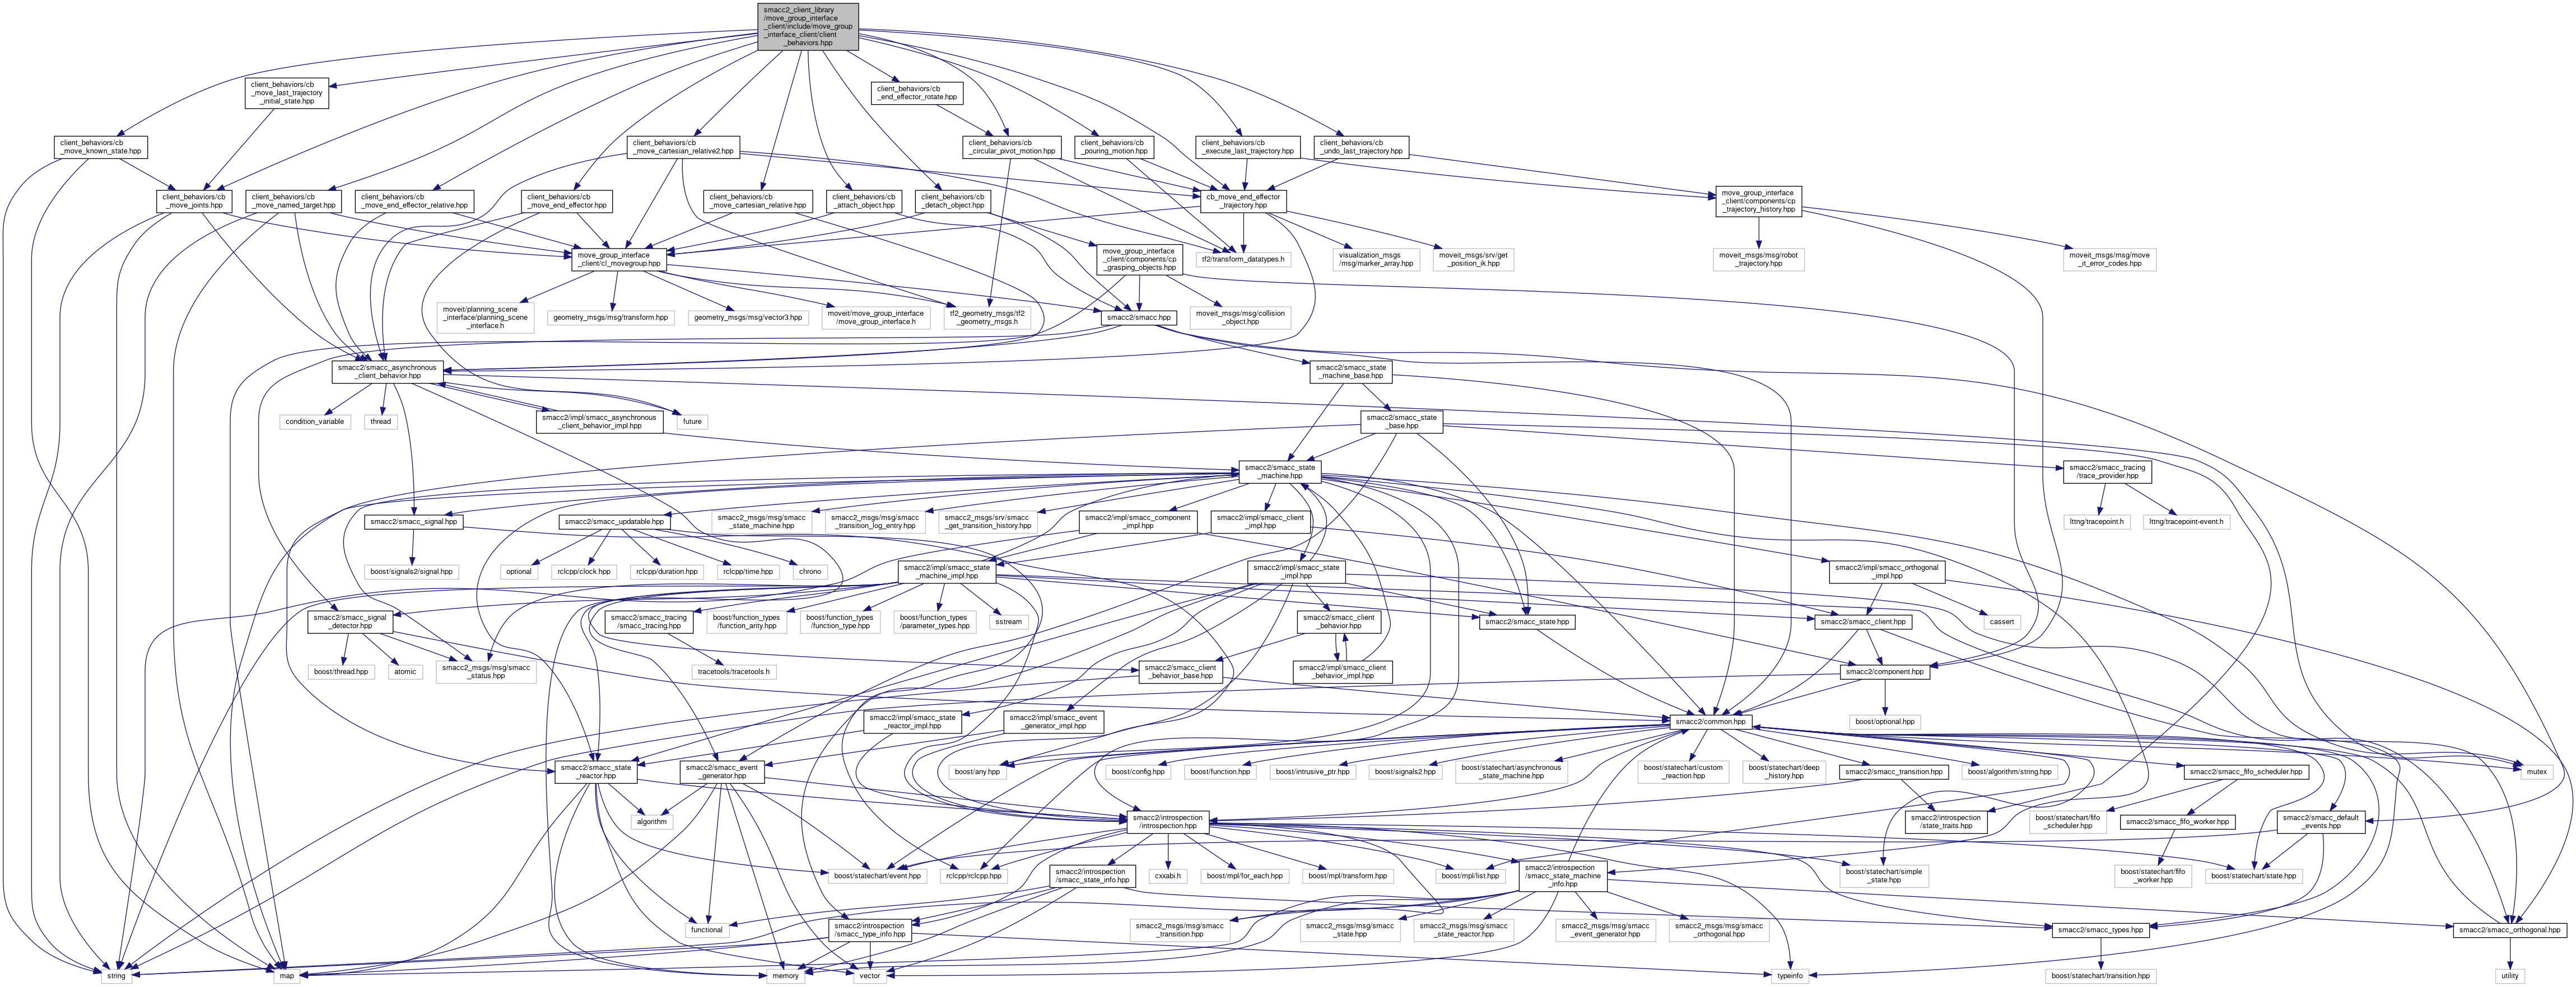 smacc2_client_library
/move_group_interface
_client/include/move_group
_interface_client/client
_behaviors.hpp
client_behaviors/cb
_move_last_trajectory
_initial_state.hpp
client_behaviors/cb
_end_effector_rotate.hpp
client_behaviors/cb
_move_known_state.hpp
client_behaviors/cb
_move_cartesian_relative2.hpp
client_behaviors/cb
_circular_pivot_motion.hpp
client_behaviors/cb
_pouring_motion.hpp
client_behaviors/cb
_execute_last_trajectory.hpp
client_behaviors/cb
_undo_last_trajectory.hpp
client_behaviors/cb
_move_joints.hpp
client_behaviors/cb
_move_named_target.hpp
client_behaviors/cb
_move_end_effector_relative.hpp
client_behaviors/cb
_move_end_effector.hpp
client_behaviors/cb
_move_cartesian_relative.hpp
client_behaviors/cb
_attach_object.hpp
client_behaviors/cb
_detach_object.hpp
cb_move_end_effector
_trajectory.hpp
move_group_interface
_client/components/cp
_trajectory_history.hpp
move_group_interface
_client/cl_movegroup.hpp
move_group_interface
_client/components/cp
_grasping_objects.hpp
tf2/transform_datatypes.h
visualization_msgs
/msg/marker_array.hpp
moveit_msgs/srv/get
_position_ik.hpp
moveit_msgs/msg/robot
_trajectory.hpp
moveit_msgs/msg/move
_it_error_codes.hpp
moveit/planning_scene
_interface/planning_scene
_interface.h
geometry_msgs/msg/transform.hpp
geometry_msgs/msg/vector3.hpp
moveit/move_group_interface
/move_group_interface.h
tf2_geometry_msgs/tf2
_geometry_msgs.h
smacc2/smacc.hpp
moveit_msgs/msg/collision
_object.hpp
smacc2/smacc_asynchronous
_client_behavior.hpp
smacc2/smacc_state
_machine_base.hpp
condition_variable
thread
smacc2/impl/smacc_asynchronous
_client_behavior_impl.hpp
future
smacc2/smacc_state
_base.hpp
smacc2/smacc_state
_machine.hpp
smacc2/smacc_tracing
/trace_provider.hpp
smacc2/smacc_signal.hpp
smacc2/smacc_updatable.hpp
smacc2_msgs/msg/smacc
_state_machine.hpp
smacc2_msgs/msg/smacc
_transition_log_entry.hpp
smacc2_msgs/srv/smacc
_get_transition_history.hpp
smacc2/impl/smacc_component
_impl.hpp
smacc2/impl/smacc_client
_impl.hpp
lttng/tracepoint.h
lttng/tracepoint-event.h
boost/signals2/signal.hpp
optional
rclcpp/clock.hpp
rclcpp/duration.hpp
rclcpp/time.hpp
chrono
smacc2/impl/smacc_state
_machine_impl.hpp
smacc2/impl/smacc_state
_impl.hpp
smacc2/impl/smacc_orthogonal
_impl.hpp
smacc2/smacc_signal
_detector.hpp
smacc2/smacc_tracing
/smacc_tracing.hpp
boost/function_types
/function_arity.hpp
boost/function_types
/function_type.hpp
boost/function_types
/parameter_types.hpp
sstream
smacc2/smacc_client
_behavior.hpp
smacc2/smacc_state.hpp
smacc2/smacc_client.hpp
cassert
boost/thread.hpp
atomic
smacc2_msgs/msg/smacc
_status.hpp
tracetools/tracetools.h
smacc2/smacc_client
_behavior_base.hpp
smacc2/impl/smacc_client
_behavior_impl.hpp
smacc2/component.hpp
smacc2/impl/smacc_state
_reactor_impl.hpp
smacc2/impl/smacc_event
_generator_impl.hpp
smacc2/common.hpp
boost/optional.hpp
smacc2/smacc_state
_reactor.hpp
smacc2/smacc_event
_generator.hpp
boost/any.hpp
boost/config.hpp
boost/function.hpp
boost/intrusive_ptr.hpp
boost/signals2.hpp
boost/statechart/asynchronous
_state_machine.hpp
boost/statechart/custom
_reaction.hpp
boost/statechart/deep
_history.hpp
smacc2/smacc_transition.hpp
boost/algorithm/string.hpp
smacc2/smacc_fifo_scheduler.hpp
mutex
algorithm
smacc2/introspection
/introspection.hpp
smacc2/introspection
/state_traits.hpp
boost/statechart/fifo
_scheduler.hpp
smacc2/smacc_fifo_worker.hpp
smacc2/smacc_default
_events.hpp
boost/statechart/event.hpp
rclcpp/rclcpp.hpp
smacc2/introspection
/smacc_state_info.hpp
cxxabi.h
boost/mpl/for_each.hpp
boost/mpl/transform.hpp
boost/mpl/list.hpp
smacc2/introspection
/smacc_state_machine
_info.hpp
boost/statechart/simple
_state.hpp
boost/statechart/fifo
_worker.hpp
boost/statechart/state.hpp
functional
smacc2/introspection
/smacc_type_info.hpp
smacc2_msgs/msg/smacc
_transition.hpp
smacc2_msgs/msg/smacc
_state.hpp
smacc2_msgs/msg/smacc
_state_reactor.hpp
smacc2_msgs/msg/smacc
_event_generator.hpp
smacc2_msgs/msg/smacc
_orthogonal.hpp
smacc2/smacc_types.hpp
smacc2/smacc_orthogonal.hpp
string
map
memory
vector
typeinfo
boost/statechart/transition.hpp
utility